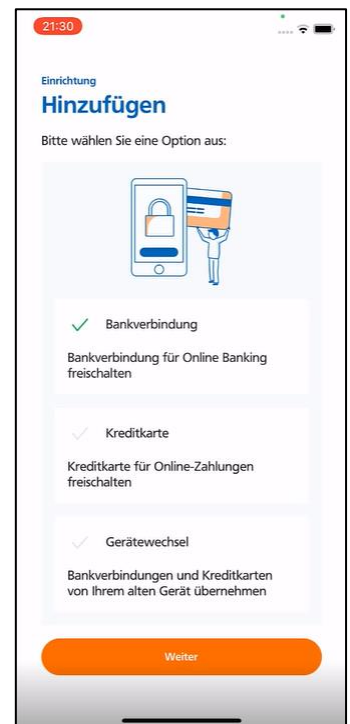 21:30
Einrichtung
Hinzufügen
Bitte wählen Sie eine Option aus:
Bankverbindung
Bankverbindung für Online Banking
freischalten
Kreditkarte
Kreditkarte für Online-Zahlungen
freischalten
Gerätewechsel
Bankverbindungen und Kreditkarten
von Ihrem alten Gerät übernehmen
Weiter